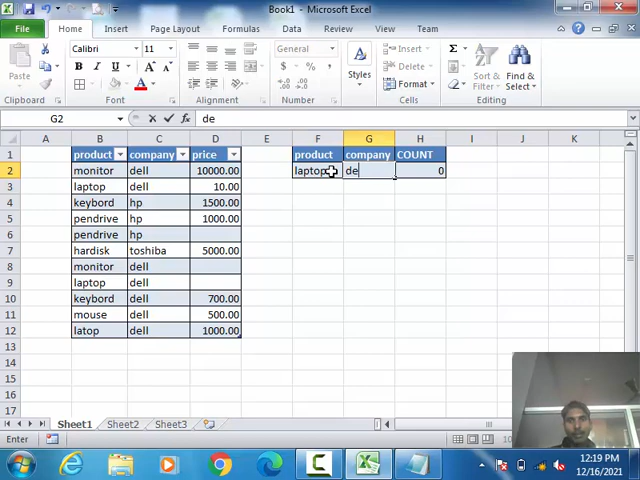 Book1 - Microsoft Excel
File Home Insert Page Layout Formulas Data Review View
Calibri 11 General Insert
Delete
Paste B I U Styles Format Sort & Filter Find & Select
Clipboard Font Alignment Number Cells Editing
G2 de
A B C D E F G H I J K
1 product company price product company COUNT
2 monitor dell 10000.00 laptop de 0
3 laptop dell 10.00
4 keybord hp 1500.00
5 pendrive hp 1000.00
6 pendrive hp
7 hardisk toshiba 5000.00
8 monitor dell
9 laptop dell
10 keybord dell 700.00
11 mouse dell 500.00
12 latop dell 1000.00
13
14
15
16
17
Sheet1 Sheet2 Sheet3
Enter
12:19 PM
12/16/2021